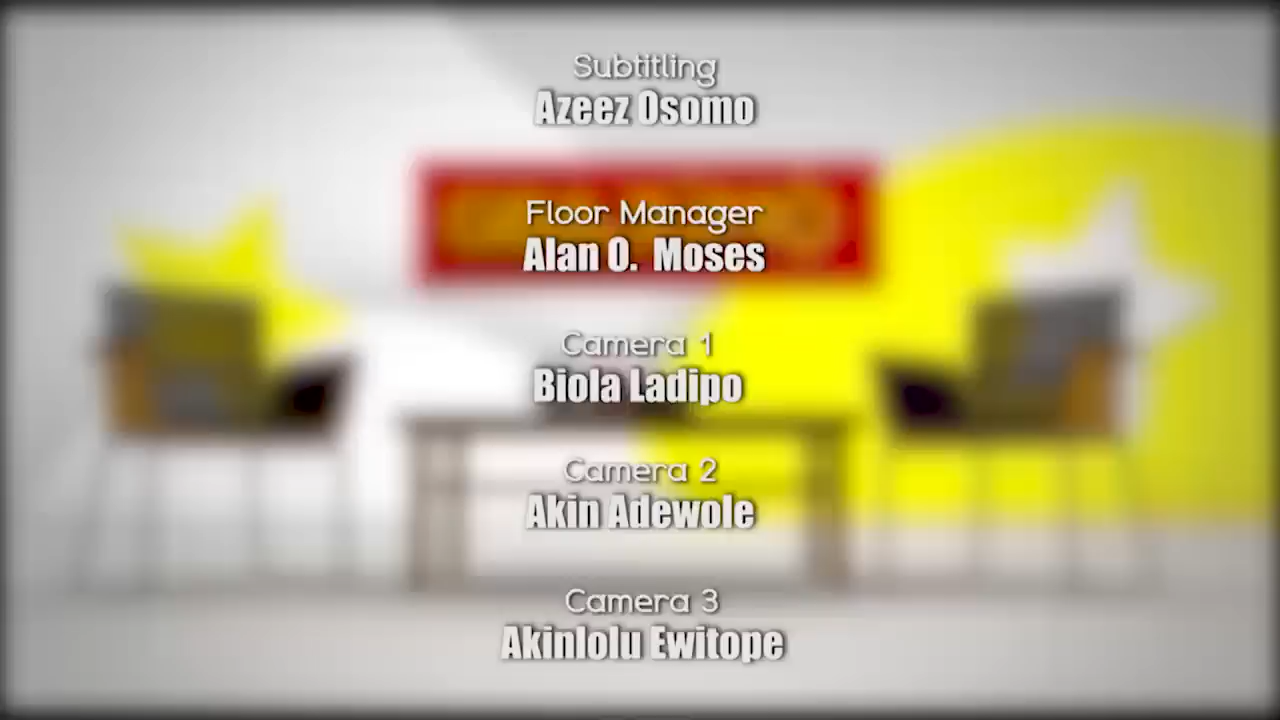 Subtitling
Azeez Osomo
Floor Manager
Alan O. Moses
Camera 1
Biola Ladipo
Camera 2
Akin Adewole
Camera 3
Akinlolu Ewitope